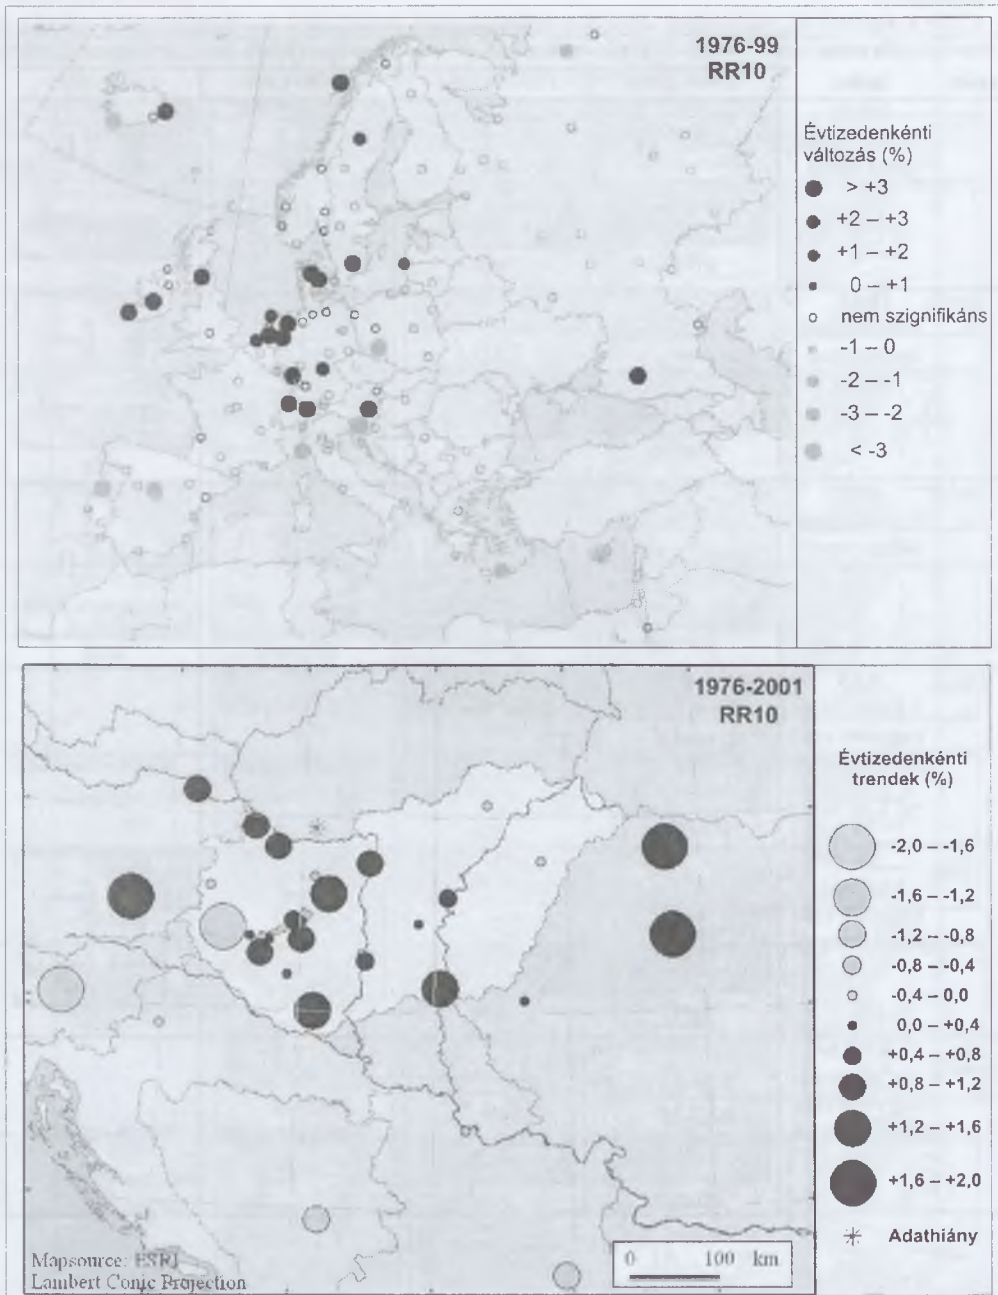 1976-99
RR10
Évtizedenkénti
változás (%)
> +3
+2 – +3
+1 – +2
0 – +1
nem szignifikáns
-1 – 0
-2 – -1
-3 – -2
< -3
1976-2001
RR10
Évtizedenkénti
trendek (%)
-2,0 – -1,6
-1,6 – -1,2
-1,2 – -0,8
-0,8 – -0,4
-0,4 – 0,0
0,0 – +0,4
+0,4 – +0,8
+0,8 – +1,2
+1,2 – +1,6
+1,6 – +2,0
Adathiány
Mapsource: ESRI
Lambert Conic Projection
0 100 km